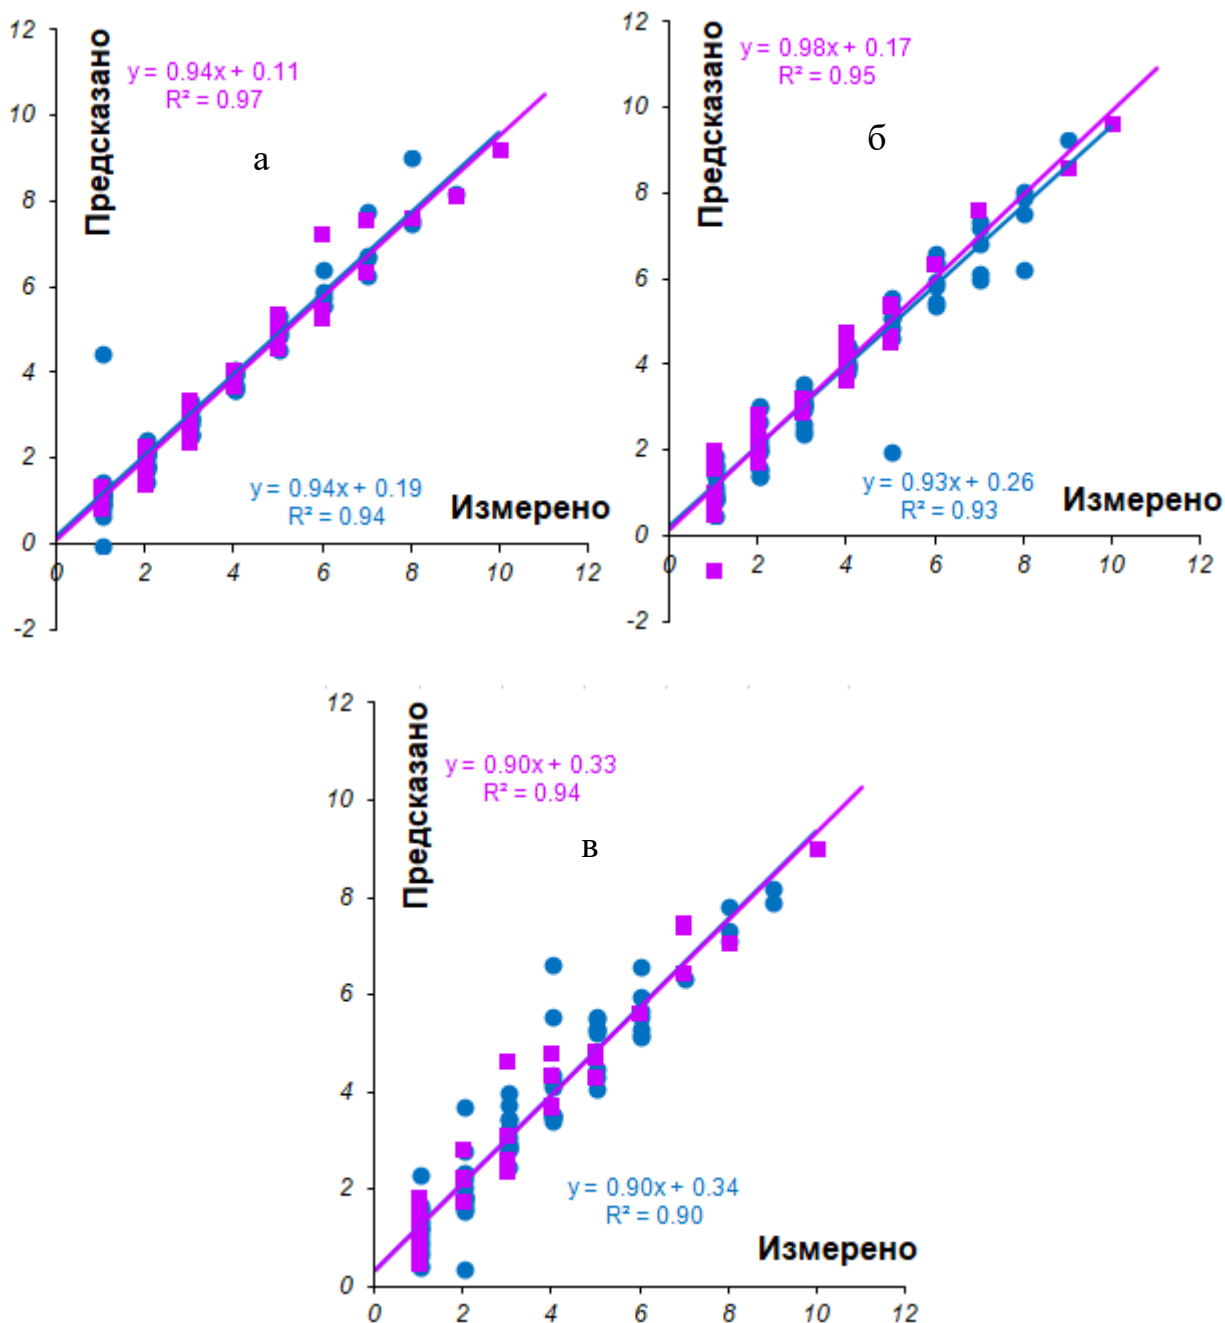 12
10
8
6
4
2
0
-2
0
2
4
6
8
10
12
Предсказано
y = 0.94x + 0.11
R² = 0.97
а
y = 0.94x + 0.19
R² = 0.94
Измерено
12
10
8
6
4
2
0
-2
0
2
4
6
8
10
12
Предсказано
y = 0.98x + 0.17
R² = 0.95
б
y = 0.93x + 0.26
R² = 0.93
Измерено
12
10
8
6
4
2
0
0
2
4
6
8
10
12
Предсказано
y = 0.90x + 0.33
R² = 0.94
в
y = 0.90x + 0.34
R² = 0.90
Измерено